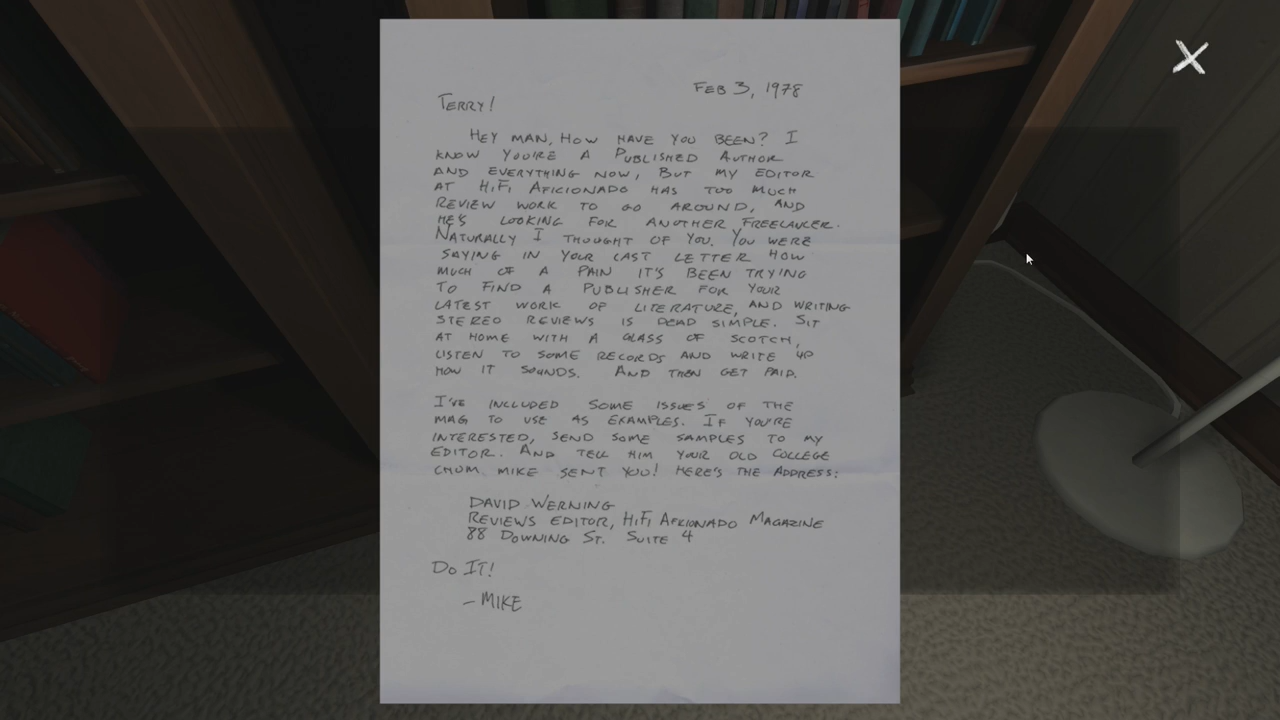 FEB 3, 1978
TERRY!
HEY MAN, HOW HAVE YOU BEEN? I
KNOW YOU'RE A PUBLISHED AUTHOR
AND EVERYTHING NOW, BUT MY EDITOR
AT HIFI AFICIONADO HAS TOO MUCH
REVIEW WORK TO GO AROUND, AND
HE'S LOOKING FOR ANOTHER FREELANCER.
NATURALLY I THOUGHT OF YOU. YOU WERE
SAYING IN YOUR LAST LETTER HOW
MUCH OF A PAIN IT'S BEEN TRYING
TO FIND A PUBLISHER FOR YOUR
LATEST WORK OF LITERATURE, AND WRITING
STEREO REVIEWS IS DEAD SIMPLE. SIT
AT HOME WITH A GLASS OF SCOTCH,
LISTEN TO SOME RECORDS AND WRITE UP
HOW IT SOUNDS. AND THEN GET PAID.
I'VE INCLUDED SOME ISSUES OF THE
MAG TO USE AS EXAMPLES. IF YOU'RE
INTERESTED, SEND SOME SAMPLES TO MY
EDITOR. AND TELL HIM YOUR OLD COLLEGE
CHUM MIKE SENT YOU! HERE'S THE ADDRESS:
DAVID WERNING
REVIEWS EDITOR, HIFI AFICIONADO MAGAZINE
88 DOWNING ST. SUITE 4
DO IT!
– MIKE